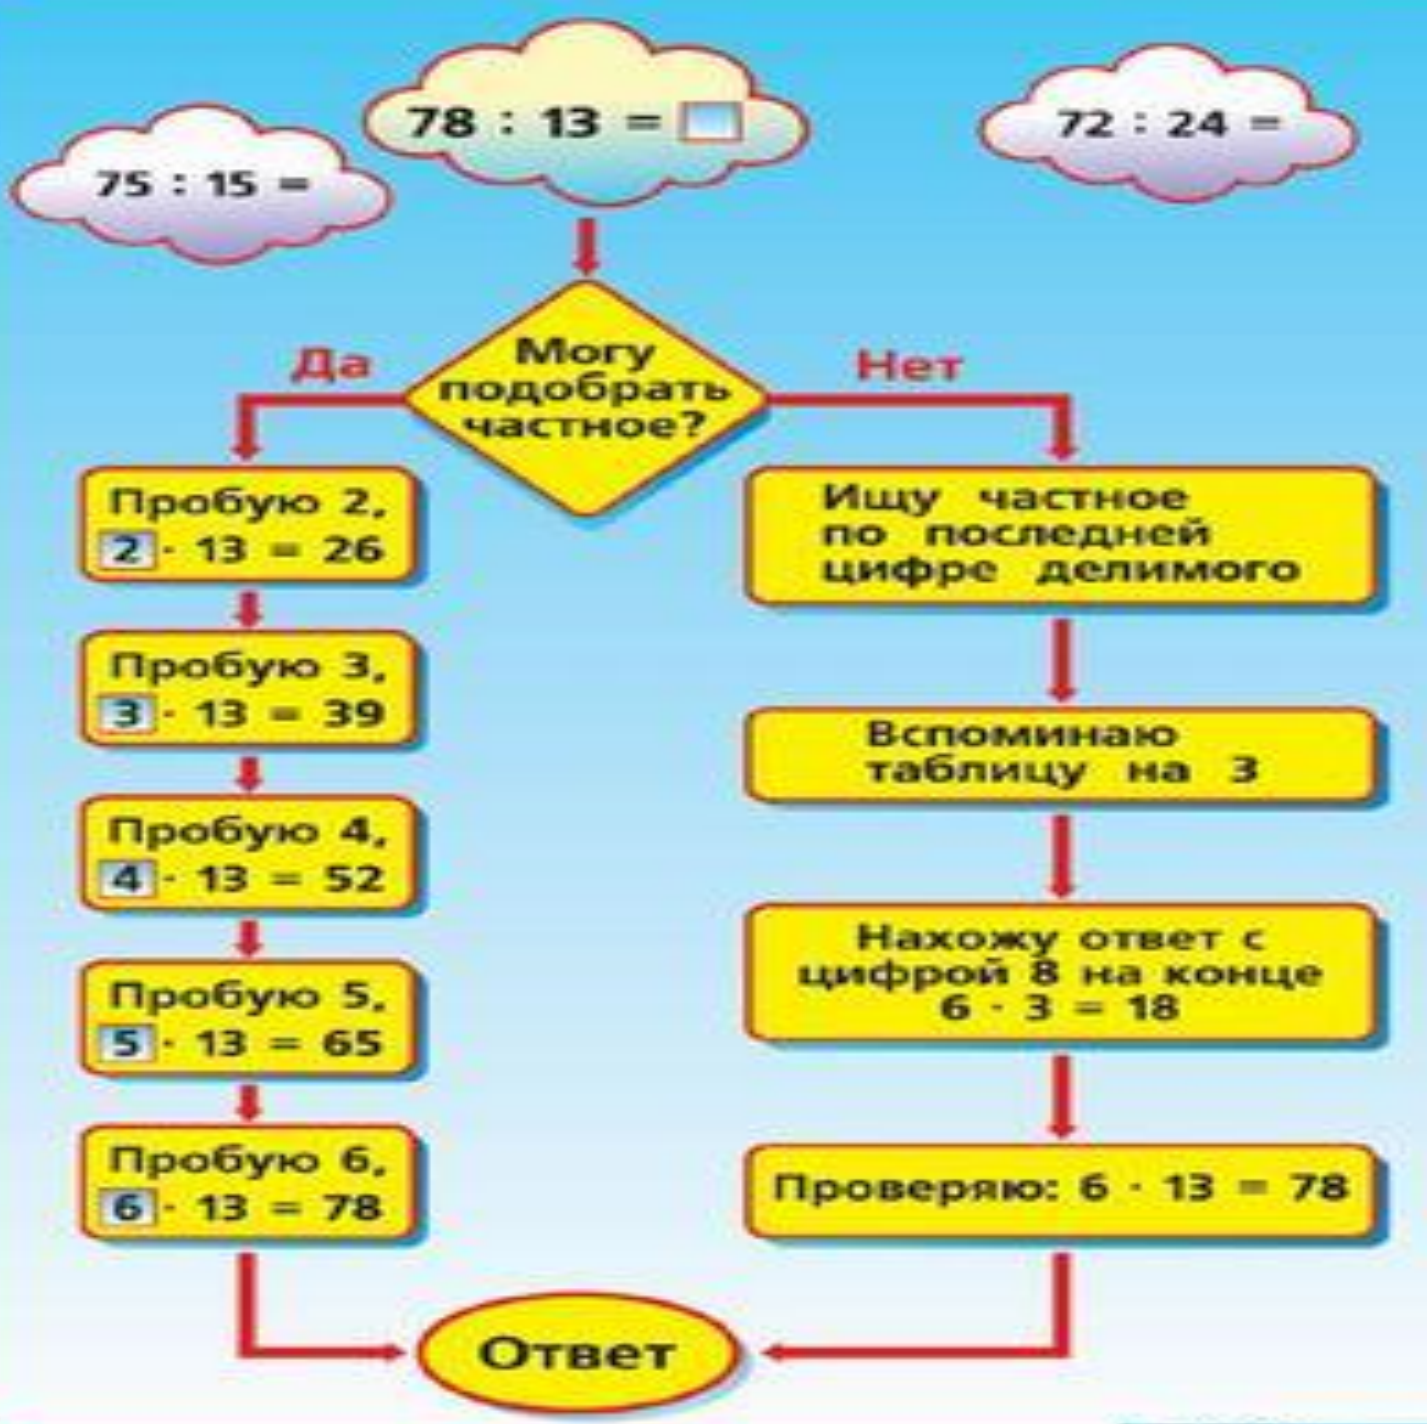 78 : 13 =
75 : 15 =
72 : 24 =
Могу
подобрать
частное?
Да
Нет
Пробую 2,
2 · 13 = 26
Пробую 3,
3 · 13 = 39
Пробую 4,
4 · 13 = 52
Пробую 5,
5 · 13 = 65
Пробую 6,
6 · 13 = 78
Ищу частное
по последней
цифре делимого
Вспоминаю
таблицу на 3
Нахожу ответ с
цифрой 8 на конце
6 · 3 = 18
Проверяю: 6 · 13 = 78
Ответ